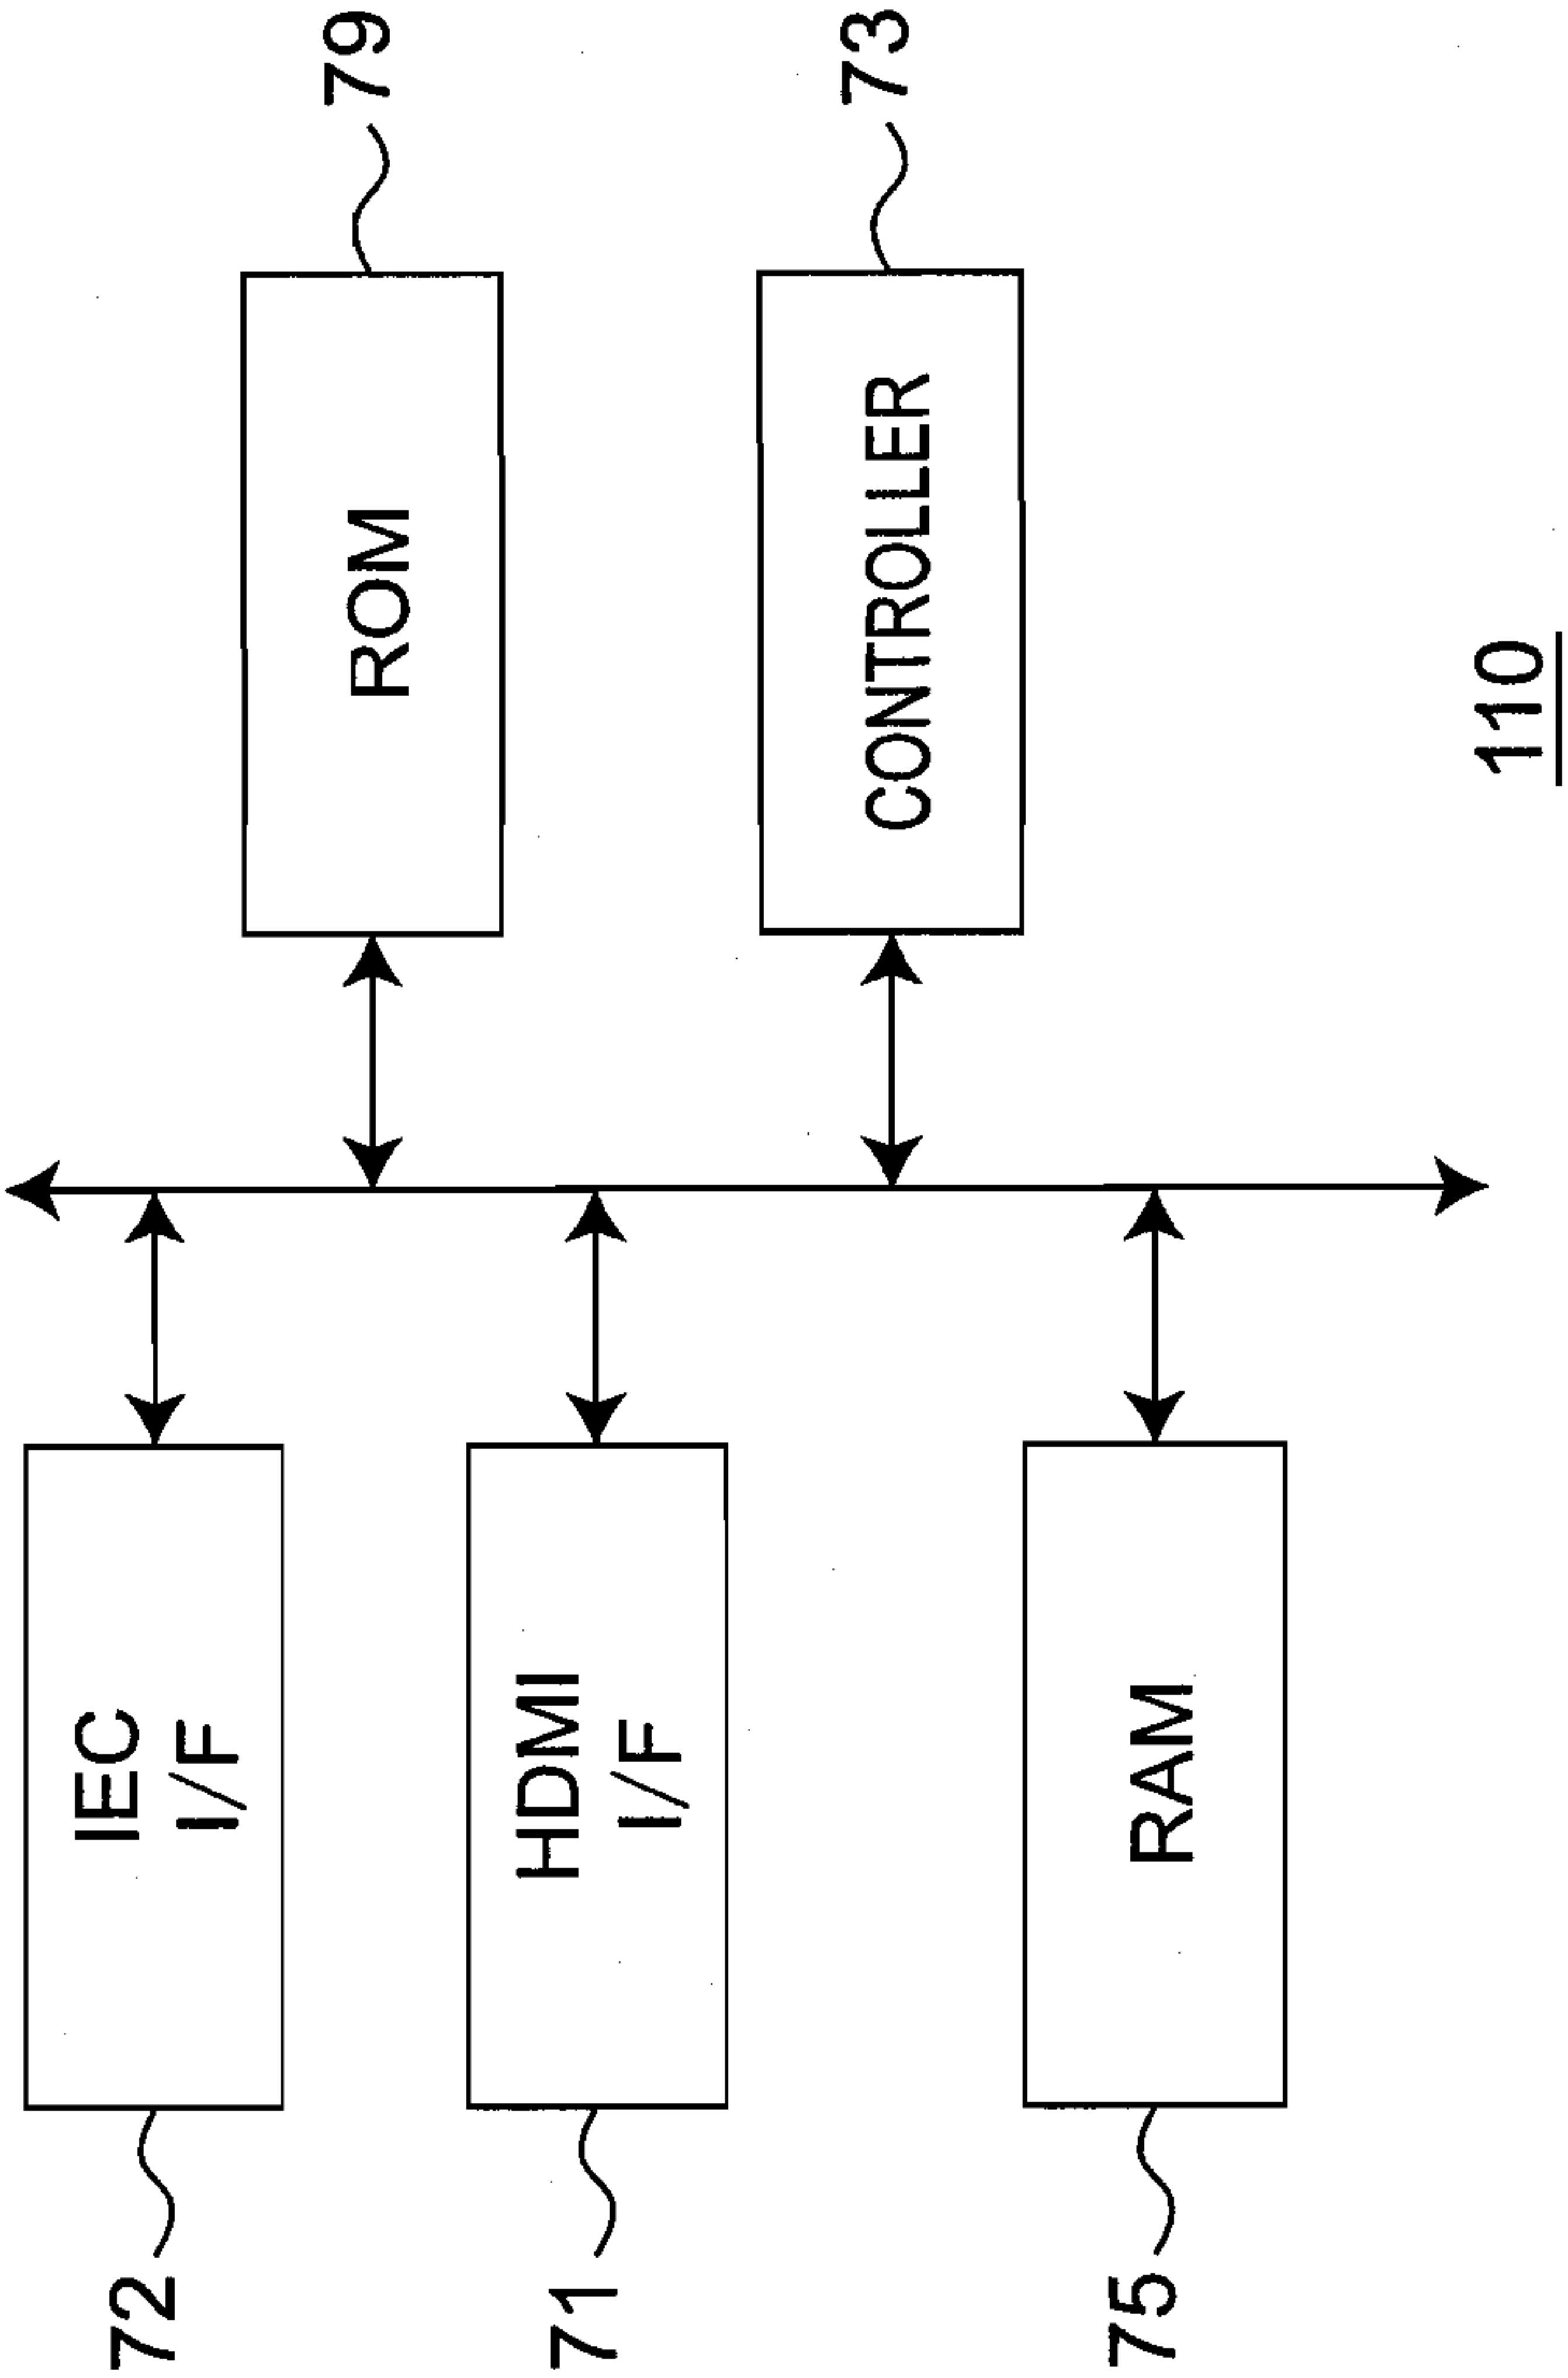 72
IEC
I/F
ROM
79
71
HDMI
I/F
CONTROLLER
73
75
RAM
110